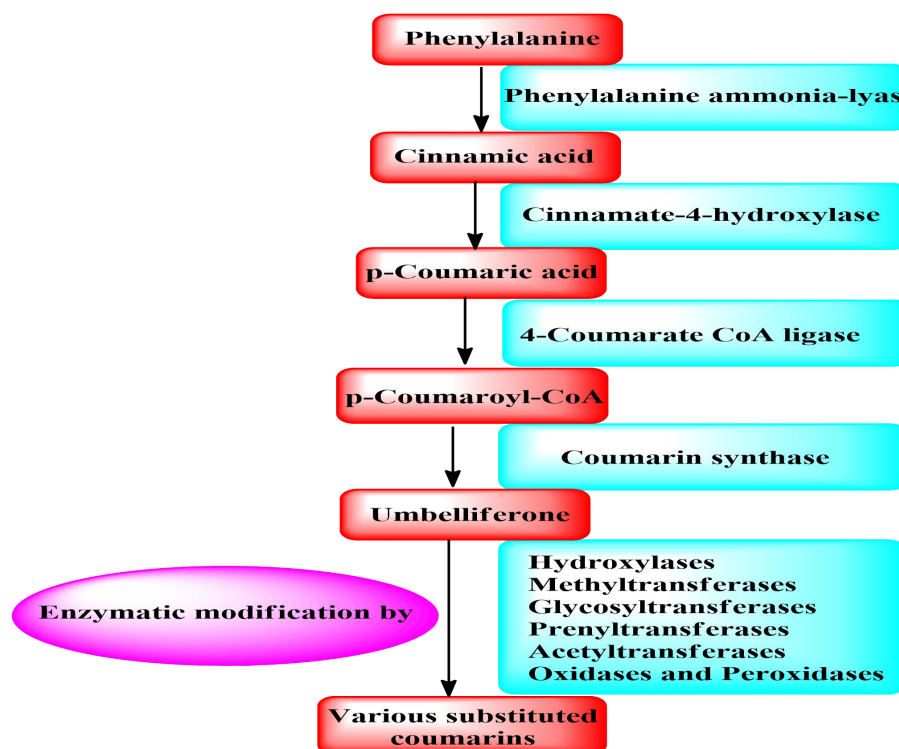 Phenylalanine
Phenylalanine ammonia-lyas
Cinnamic acid
Cinnamate-4-hydroxylase
p-Coumaric acid
4-Coumarate CoA ligase
p-Coumaroyl-CoA
Coumarin synthase
Umbelliferone
Enzymatic modification by
Hydroxylases
Methyltransferases
Glycosyltransferases
Prenyltransferases
Acetyltransferases
Oxidases and Peroxidases
Various substituted
coumarins